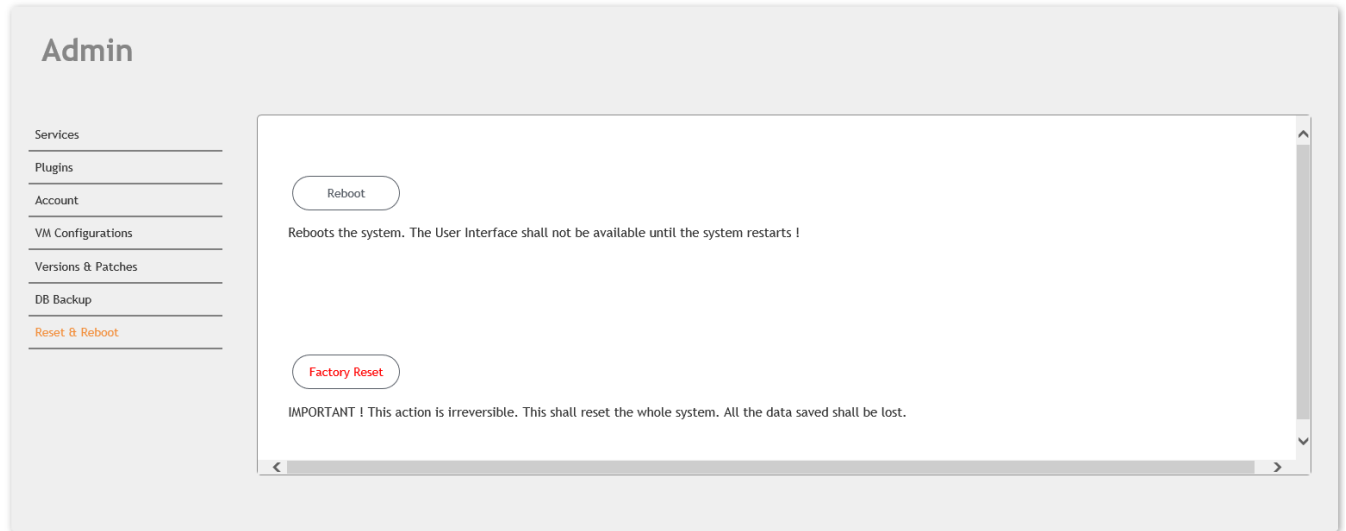 Admin
Services
Plugins
Account
VM Configurations
Versions & Patches
DB Backup
Reset & Reboot
Reboot
Reboots the system. The User Interface shall not be available until the system restarts !
Factory Reset
IMPORTANT ! This action is irreversible. This shall reset the whole system. All the data saved shall be lost.